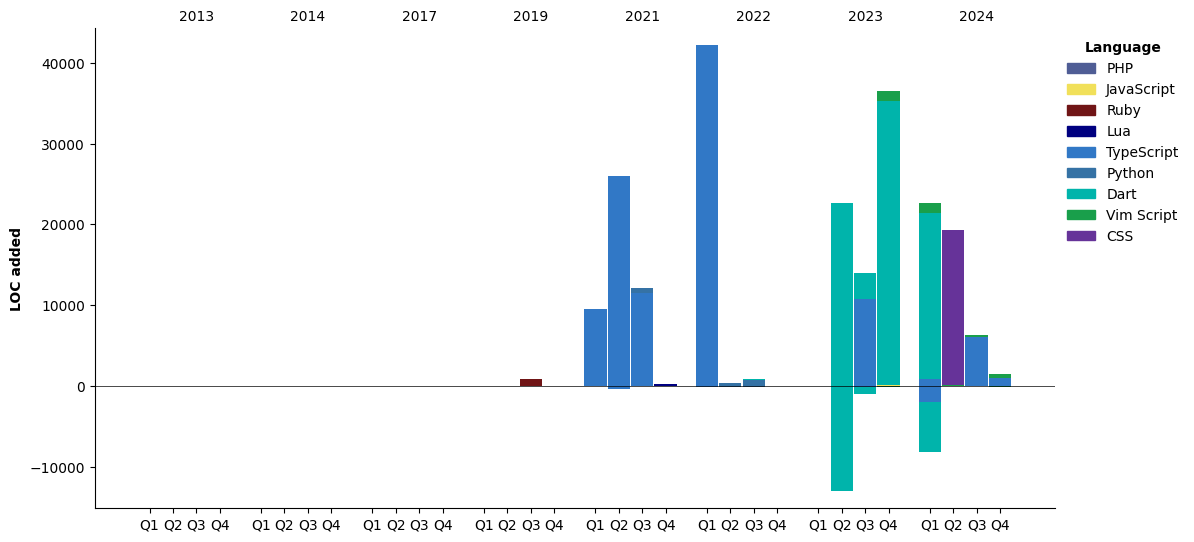 2013 2014 2017 2019 2021 2022 2023 2024
Language
PHP
JavaScript
Ruby
Lua
TypeScript
Python
Dart
Vim Script
CSS
LOC added
40000
30000
20000
10000
0
−10000
Q1 Q2 Q3 Q4 Q1 Q2 Q3 Q4 Q1 Q2 Q3 Q4 Q1 Q2 Q3 Q4 Q1 Q2 Q3 Q4 Q1 Q2 Q3 Q4 Q1 Q2 Q3 Q4 Q1 Q2 Q3 Q4